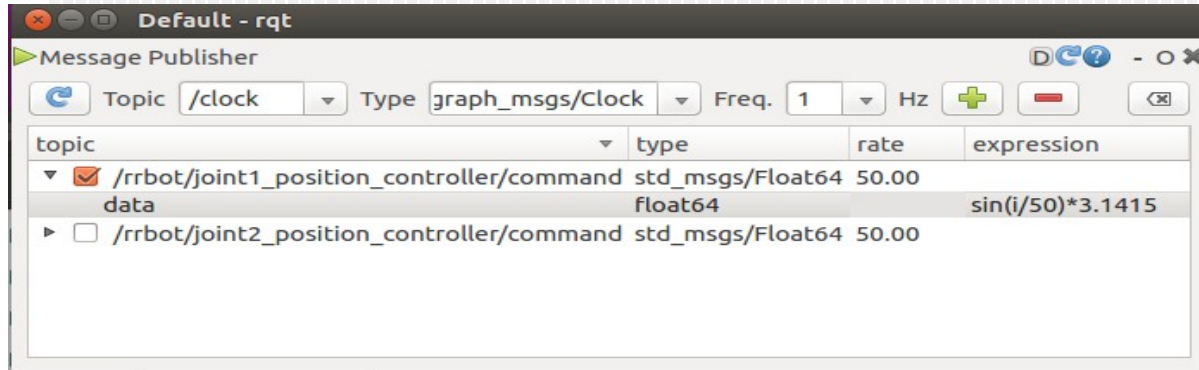 Default - rqt
Message Publisher D - O
Topic /clock Type graph_msgs/Clock Freq. 1 Hz
topic type rate expression
/rrbot/joint1_position_controller/command std_msgs/Float64 50.00
data float64 sin(i/50)*3.1415
/rrbot/joint2_position_controller/command std_msgs/Float64 50.00